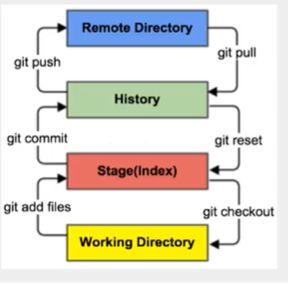 Remote Directory
git push
git pull
History
git commit
git reset
Stage(Index)
git add files
git checkout
Working Directory